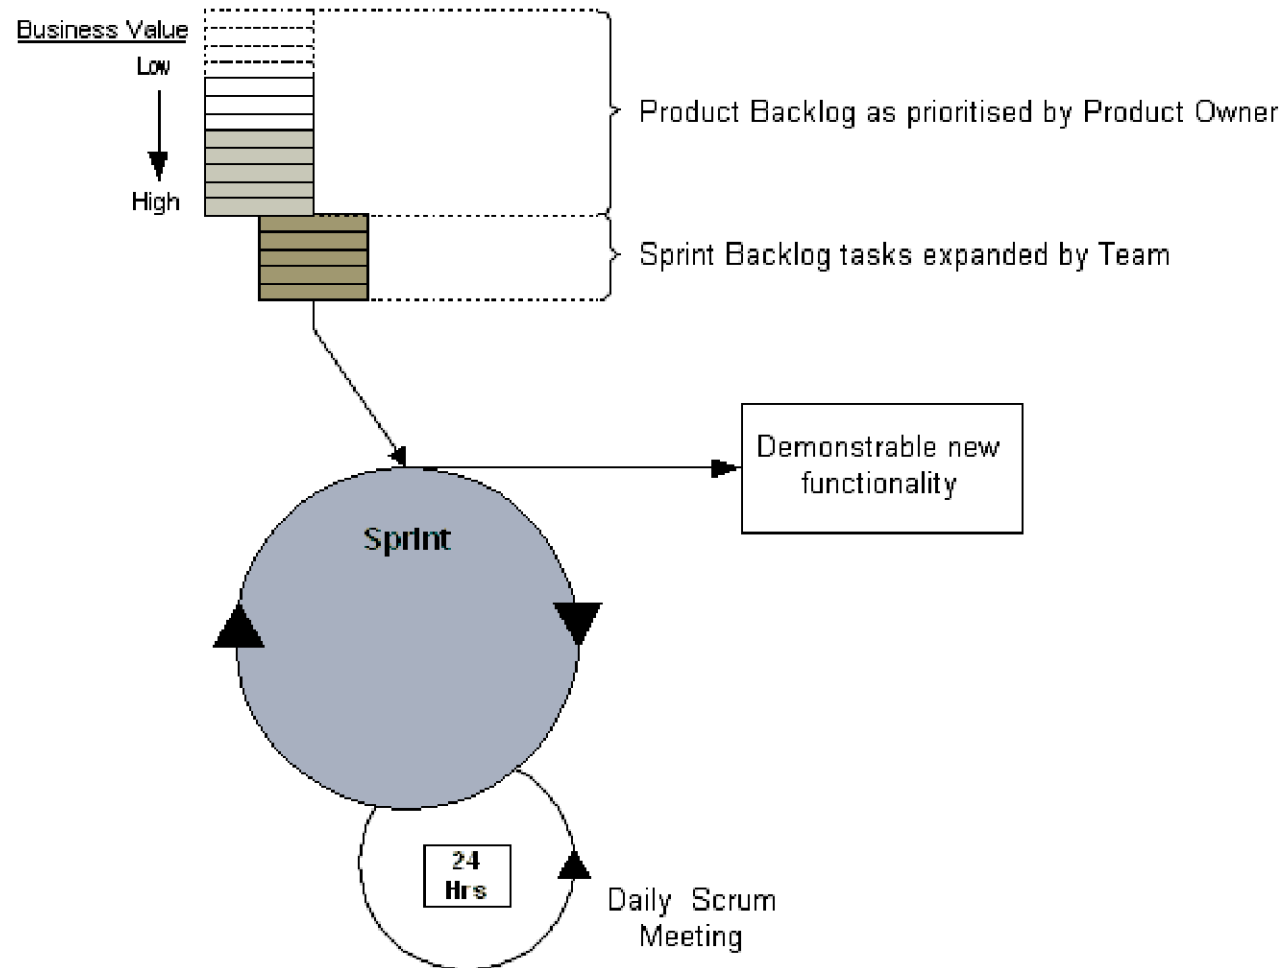 Business Value
Low
High
Product Backlog as prioritised by Product Owner
Sprint Backlog tasks expanded by Team
Demonstrable new
functionality
Sprint
24
Hrs
Daily Scrum
Meeting